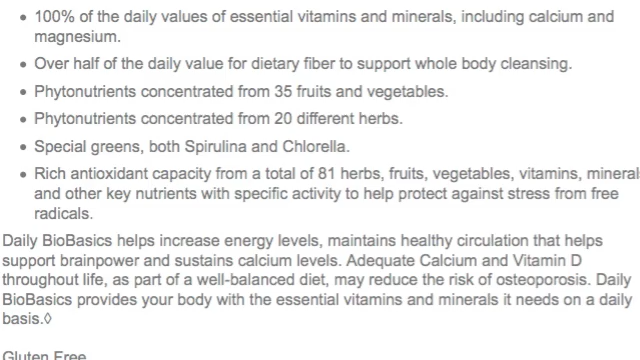 • 100% of the daily values of essential vitamins and minerals, including calcium and
magnesium.
• Over half of the daily value for dietary fiber to support whole body cleansing.
• Phytonutrients concentrated from 35 fruits and vegetables.
• Phytonutrients concentrated from 20 different herbs.
• Special greens, both Spirulina and Chlorella.
• Rich antioxidant capacity from a total of 81 herbs, fruits, vegetables, vitamins, mineral
and other key nutrients with specific activity to help protect against stress from free
radicals.
Daily BioBasics helps increase energy levels, maintains healthy circulation that helps
support brainpower and sustains calcium levels. Adequate Calcium and Vitamin D
throughout life, as part of a well-balanced diet, may reduce the risk of osteoporosis. Daily
BioBasics provides your body with the essential vitamins and minerals it needs on a daily
basis.◊
Gluten Free